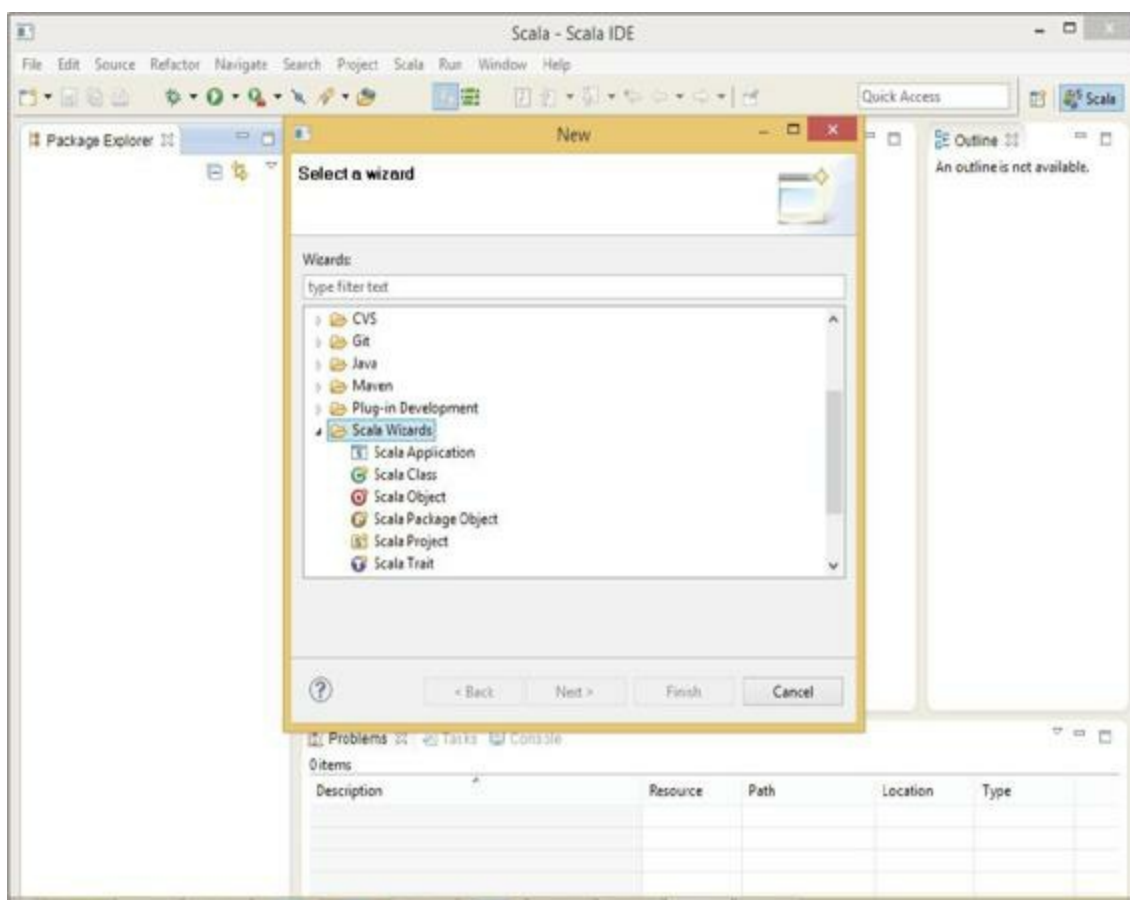 Scala - Scala IDE
File Edit Source Refactor Navigate Search Project Scala Run Window Help
Quick Access
Scala
Package Explorer
New
Outline
An outline is not available.
Select a wizard
Wizards:
type filter text
CVS
Git
Java
Maven
Plug-in Development
Scala Wizards
Scala Application
Scala Class
Scala Object
Scala Package Object
Scala Project
Scala Trait
< Back Next > Finish Cancel
Problems Tasks Console
0 items
Description Resource Path Location Type